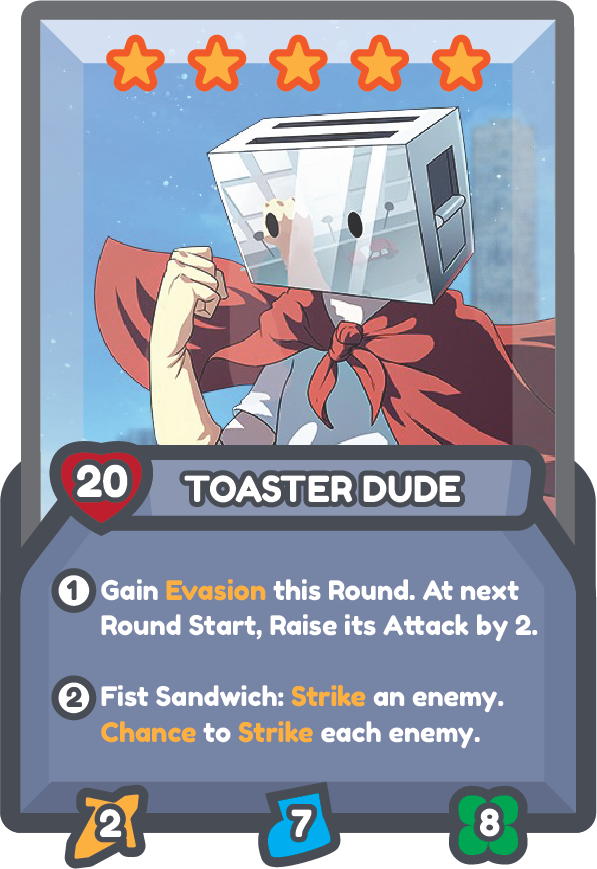 20
TOASTER DUDE
1 Gain Evasion this Round. At next
Round Start, Raise its Attack by 2.
2 Fist Sandwich: Strike an enemy.
Chance to Strike each enemy.
2 7 8